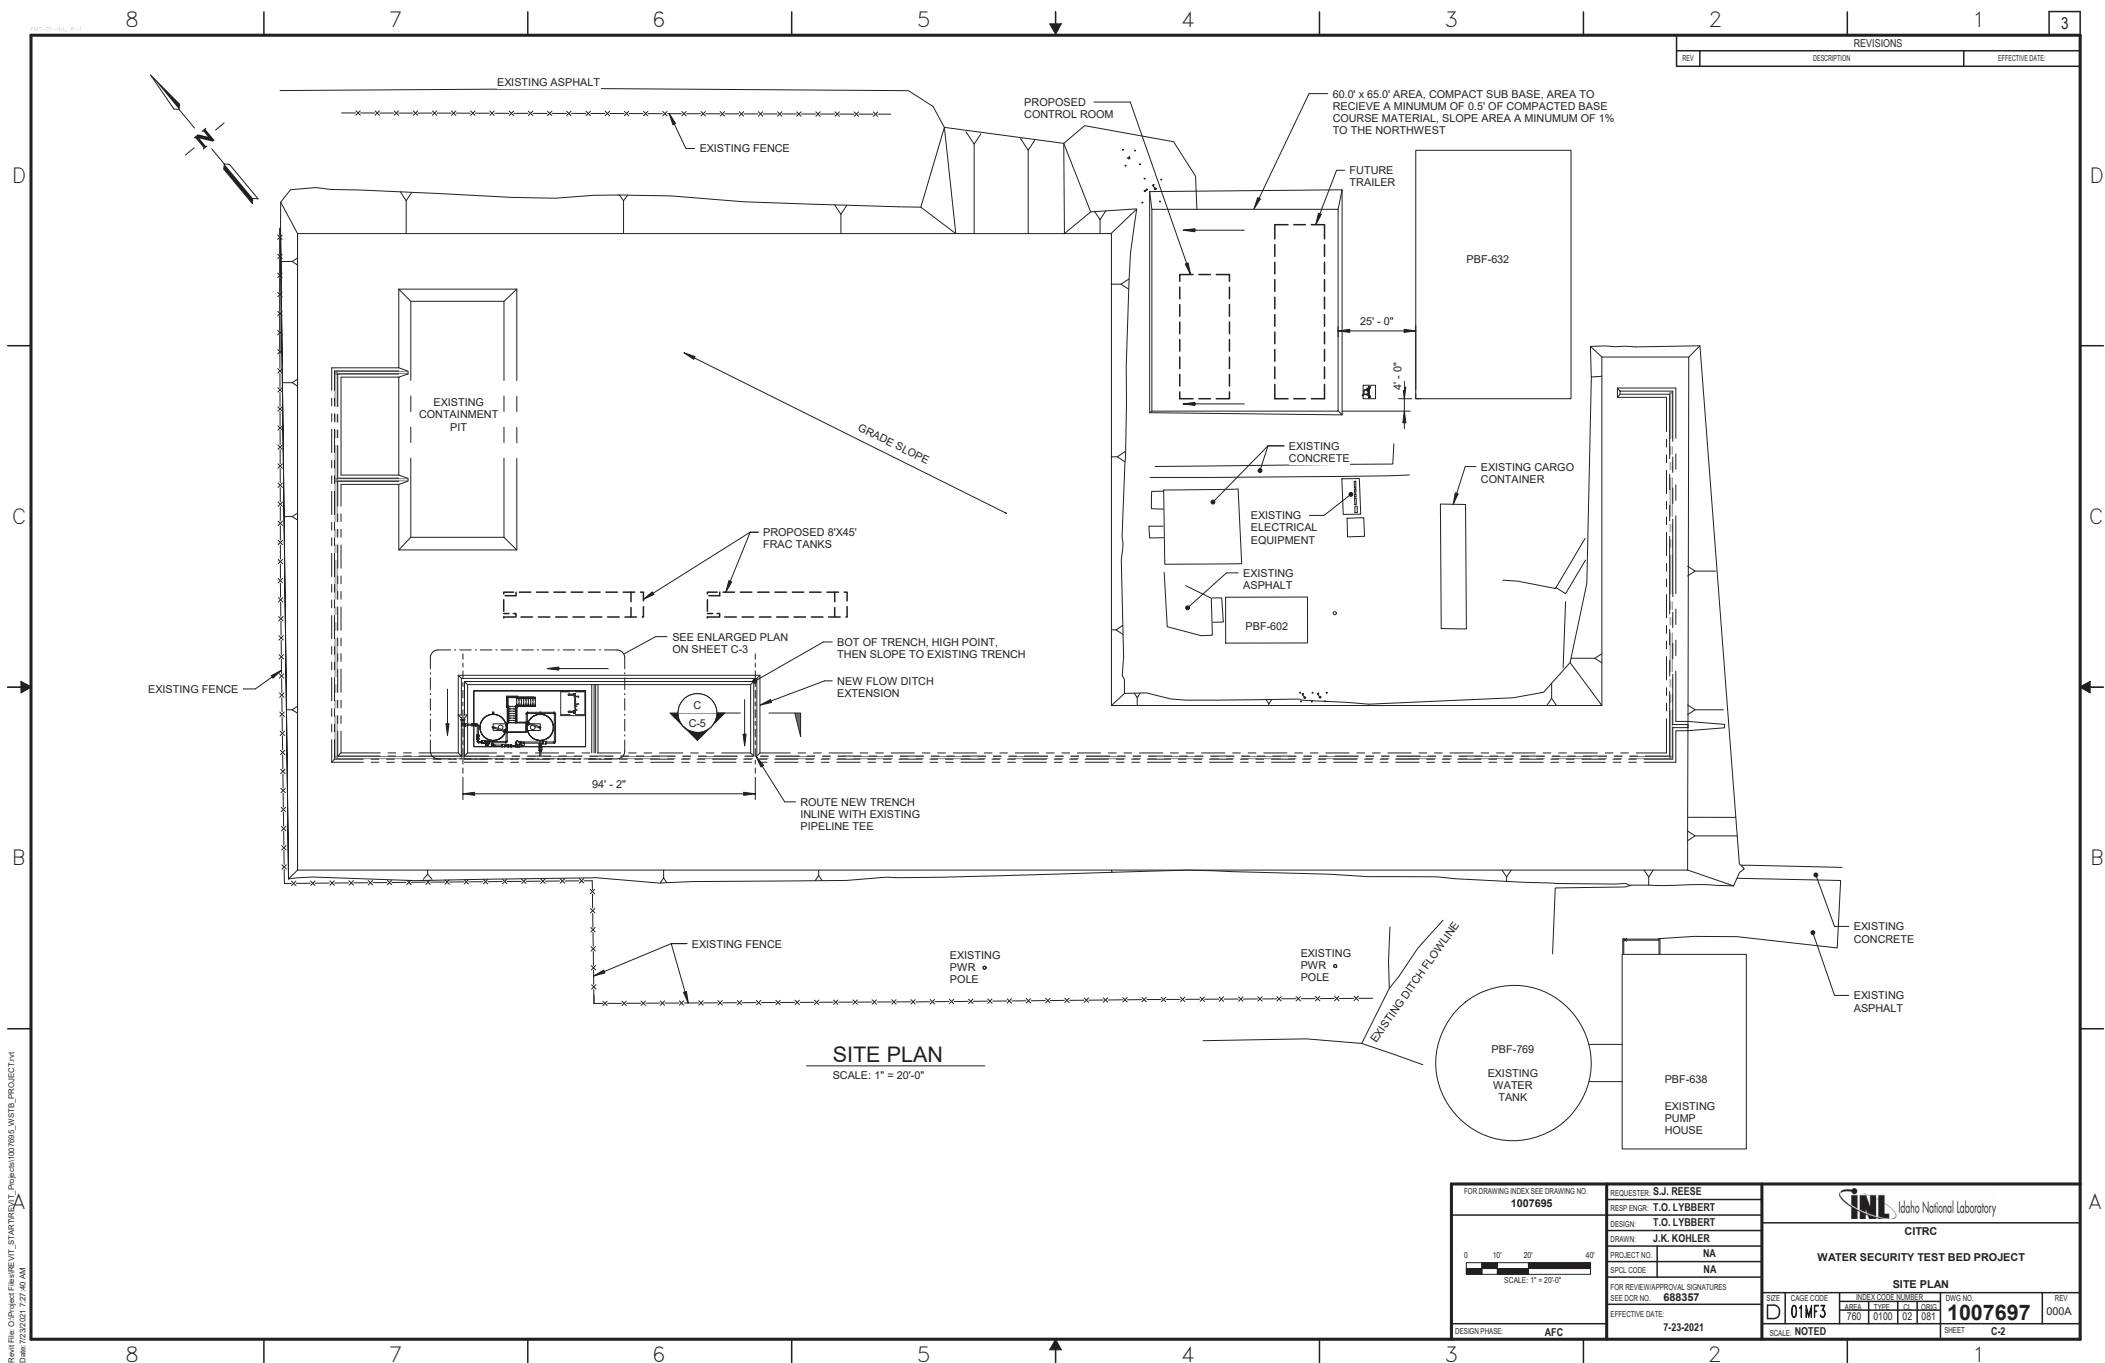 8 7 6 5 4 3 2 1 3
REVISIONS
REV DESCRIPTION EFFECTIVE DATE:
D
D
C
C
B
B
A
A
N
EXISTING ASPHALT
EXISTING FENCE
PROPOSED
CONTROL ROOM
60.0' x 65.0' AREA, COMPACT SUB BASE, AREA TO
RECIEVE A MINUMUM OF 0.5' OF COMPACTED BASE
COURSE MATERIAL, SLOPE AREA A MINUMUM OF 1%
TO THE NORTHWEST
FUTURE
TRAILER
PBF-632
25' - 0"
4' - 0"
EXISTING
CONTAINMENT
PIT
GRADE SLOPE
EXISTING
CONCRETE
EXISTING CARGO
CONTAINER
EXISTING
ELECTRICAL
EQUIPMENT
EXISTING
ASPHALT
PBF-602
PROPOSED 8'X45'
FRAC TANKS
SEE ENLARGED PLAN
ON SHEET C-3
BOT OF TRENCH, HIGH POINT,
THEN SLOPE TO EXISTING TRENCH
NEW FLOW DITCH
EXTENSION
EXISTING FENCE
C
C-5
94' - 2"
ROUTE NEW TRENCH
INLINE WITH EXISTING
PIPELINE TEE
EXISTING FENCE
EXISTING
PWR
POLE
EXISTING
PWR
POLE
EXISTING DITCH FLOWLINE
EXISTING
CONCRETE
EXISTING
ASPHALT
PBF-769
EXISTING
WATER
TANK
PBF-638
EXISTING
PUMP
HOUSE
SITE PLAN
SCALE: 1" = 20'-0"
FOR DRAWING INDEX SEE DRAWING NO.
1007695
0 10' 20' 40'
SCALE: 1" = 20'-0"
DESIGN PHASE: AFC
REQUESTER: S.J. REESE
RESP ENGR: T.O. LYBBERT
DESIGN: T.O. LYBBERT
DRAWN: J.K. KOHLER
PROJECT NO. NA
SPCL CODE NA
FOR REVIEW/APPROVAL SIGNATURES
SEE DCR NO. 688357
EFFECTIVE DATE:
7-23-2021
INL Idaho National Laboratory
CITRC
WATER SECURITY TEST BED PROJECT
SITE PLAN
SIZE CAGE CODE INDEX CODE NUMBER DWG NO. REV
AREA TYPE CL ORIG
D 01MF3 760 0100 02 081 1007697 000A
SCALE: NOTED SHEET C-2
Date: 7/23/2021 7:27:40 AM
8 7 6 5 4 3 2 1